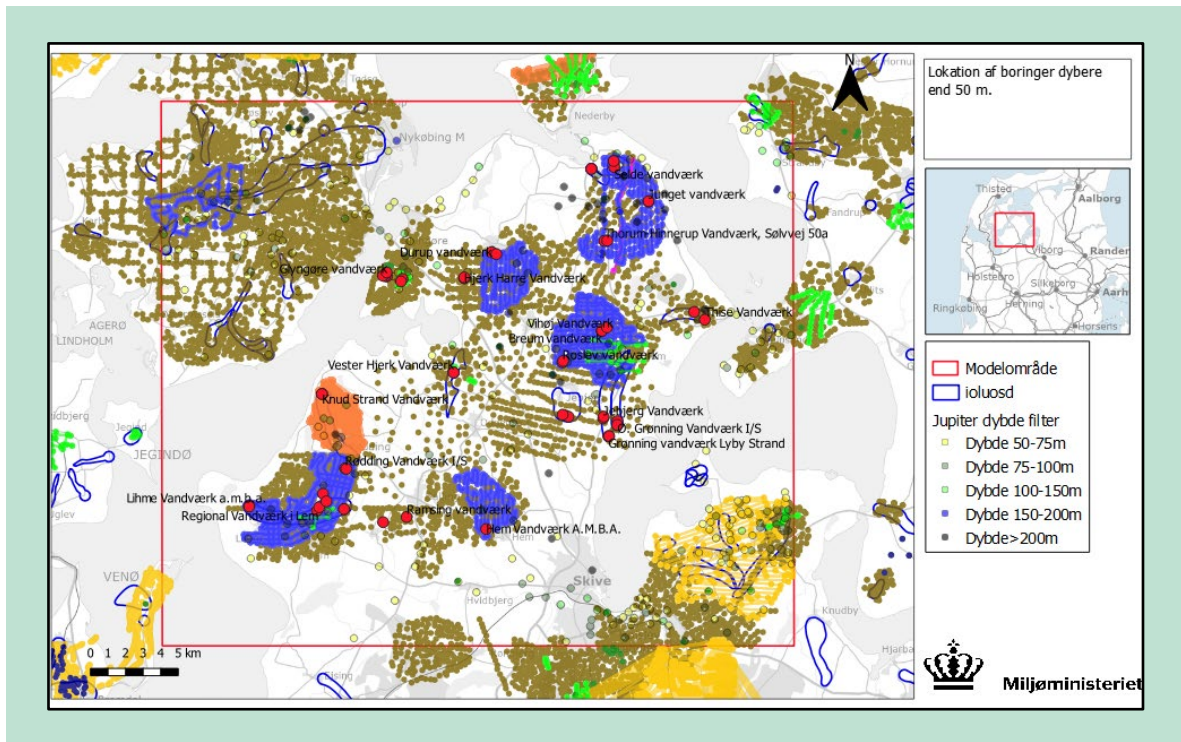 Tødsø
Nykøbing M
Nederby
N
Selde vandværk
Junget vandværk
Thorum-Hinnerup Vandværk, Sølvvej 50a
Durup vandværk
Glyngøre vandværk
Hjerk Harre Vandværk
Thise Vandværk
Vihøj Vandværk
Breum Vandværk
Roslev vandværk
AGERØ
LINDHOLM
Vester Hjerk Vandværk
Knud Strand Vandværk
Jebjerg Vandværk
Ø. Grønning Vandværk I/S
Grønning vandværk Lyby Strand
Jegind
JEGINDØ
Rødding Vandværk I/S
Lihme Vandværk a.m.b.a.
Regional Vandværk i Lem
Ramsing vandværk
Hem Vandværk A.M.B.A.
Hem
VENØ
Skive
Hvidbjerg
Knudby
0 1 2 3 4 5 km
Lokation af boringer dybere
end 50 m.
Thisted
Aalborg
Viborg
Holstebro
Silkeborg
Herning
Ringkøbing
Horsens
Modelområde
ioluosd
Jupiter dybde filter
Dybde 50-75m
Dybde 75-100m
Dybde 100-150m
Dybde 150-200m
Dybde>200m
Miljøministeriet